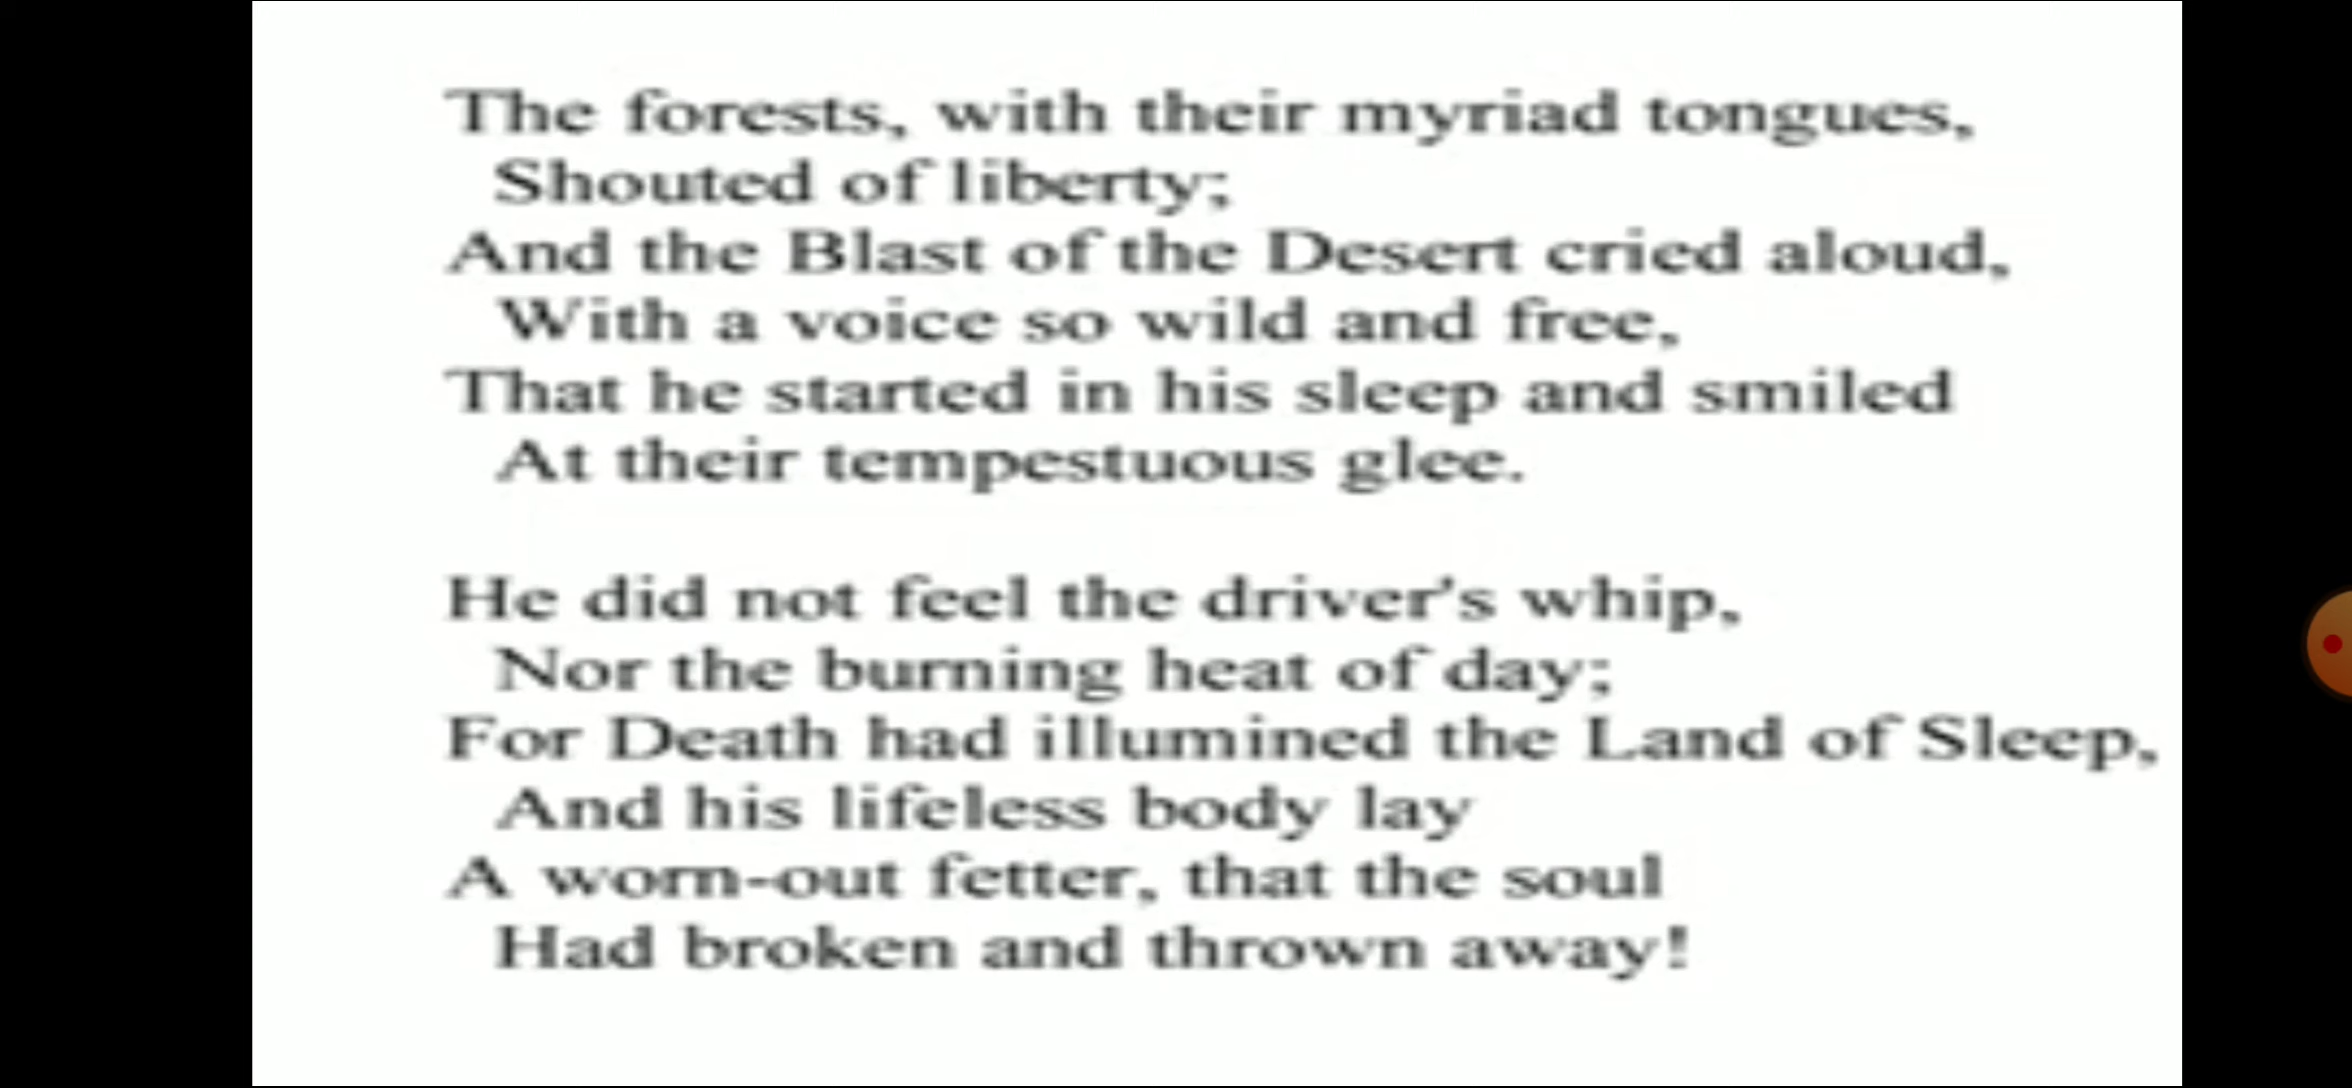 The forests, with their myriad tongues,
Shouted of liberty;
And the Blast of the Desert cried aloud,
With a voice so wild and free,
That he started in his sleep and smiled
At their tempestuous glee.
He did not feel the driver's whip,
Nor the burning heat of day;
For Death had illumined the Land of Sleep,
And his lifeless body lay
A worn-out fetter, that the soul
Had broken and thrown away!